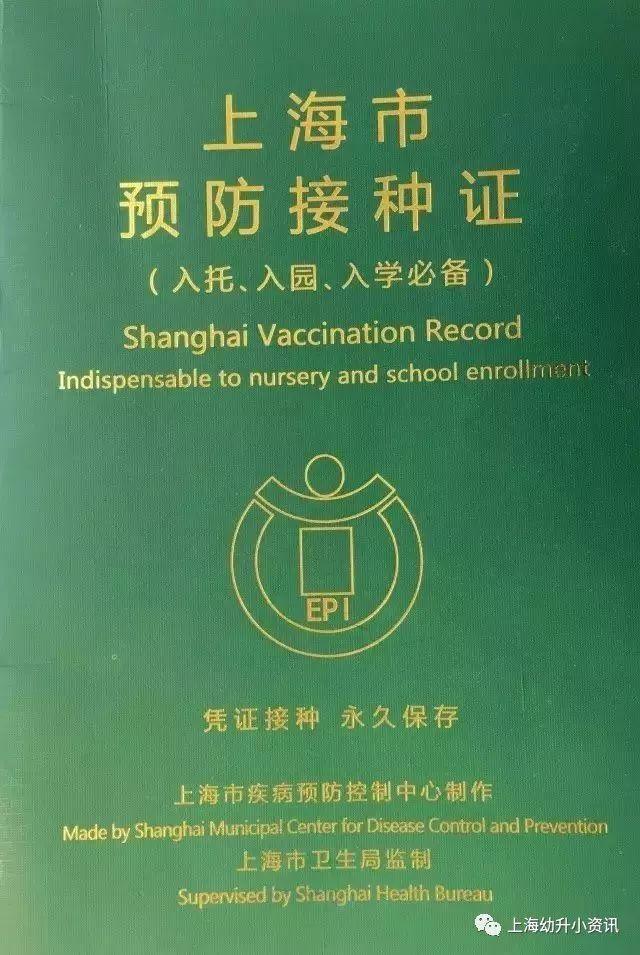 上海市
预防接种证
（入托、入园、入学必备）
Shanghai Vaccination Record
Indispensable to nursery and school enrollment
EPI
凭证接种 永久保存
上海市疾病预防控制中心制作
Made by Shanghai Municipal Center for Disease Control and Prevention
上海市卫生局监制
Supervised by Shanghai Health Bureau
上海幼升小资讯